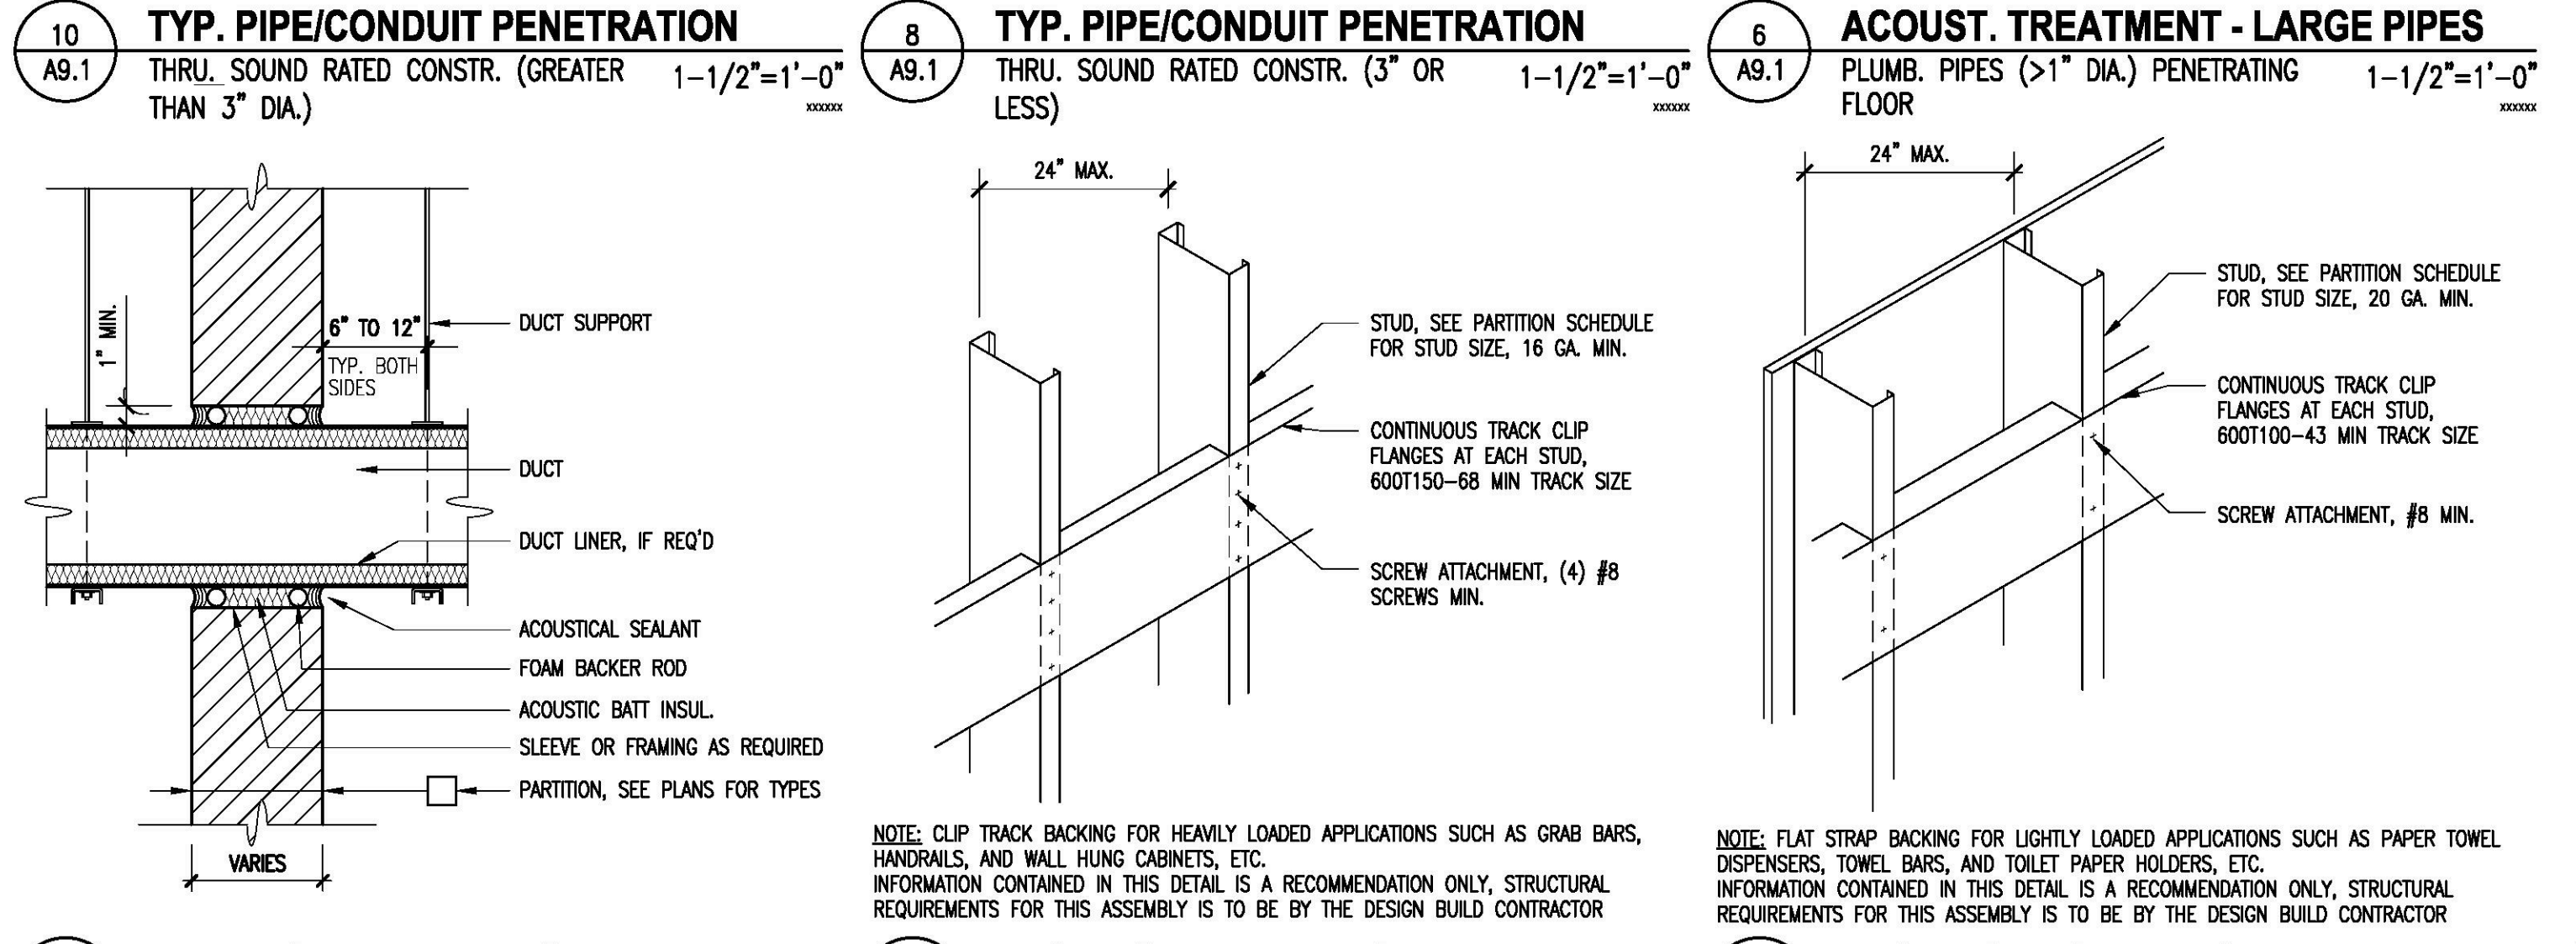 10
A9.1
TYP. PIPE/CONDUIT PENETRATION
THRU. SOUND RATED CONSTR. (GREATER
THAN 3" DIA.)
1-1/2"=1'-0"
xxxxxx
1" MIN.
6" TO 12"
TYP. BOTH
SIDES
DUCT SUPPORT
DUCT
DUCT LINER, IF REQ'D
ACOUSTICAL SEALANT
FOAM BACKER ROD
ACOUSTIC BATT INSUL.
SLEEVE OR FRAMING AS REQUIRED
PARTITION, SEE PLANS FOR TYPES
VARIES
8
A9.1
TYP. PIPE/CONDUIT PENETRATION
THRU. SOUND RATED CONSTR. (3" OR
LESS)
1-1/2"=1'-0"
xxxxxx
24" MAX.
STUD, SEE PARTITION SCHEDULE
FOR STUD SIZE, 16 GA. MIN.
CONTINUOUS TRACK CLIP
FLANGES AT EACH STUD,
600T150-68 MIN TRACK SIZE
SCREW ATTACHMENT, (4) #8
SCREWS MIN.
NOTE: CLIP TRACK BACKING FOR HEAVILY LOADED APPLICATIONS SUCH AS GRAB BARS,
HANDRAILS, AND WALL HUNG CABINETS, ETC.
INFORMATION CONTAINED IN THIS DETAIL IS A RECOMMENDATION ONLY, STRUCTURAL
REQUIREMENTS FOR THIS ASSEMBLY IS TO BE BY THE DESIGN BUILD CONTRACTOR
6
A9.1
ACOUST. TREATMENT - LARGE PIPES
PLUMB. PIPES (>1" DIA.) PENETRATING
FLOOR
1-1/2"=1'-0"
xxxxxx
24" MAX.
STUD, SEE PARTITION SCHEDULE
FOR STUD SIZE, 20 GA. MIN.
CONTINUOUS TRACK CLIP
FLANGES AT EACH STUD,
600T100-43 MIN TRACK SIZE
SCREW ATTACHMENT, #8 MIN.
NOTE: FLAT STRAP BACKING FOR LIGHTLY LOADED APPLICATIONS SUCH AS PAPER TOWEL
DISPENSERS, TOWEL BARS, AND TOILET PAPER HOLDERS, ETC.
INFORMATION CONTAINED IN THIS DETAIL IS A RECOMMENDATION ONLY, STRUCTURAL
REQUIREMENTS FOR THIS ASSEMBLY IS TO BE BY THE DESIGN BUILD CONTRACTOR